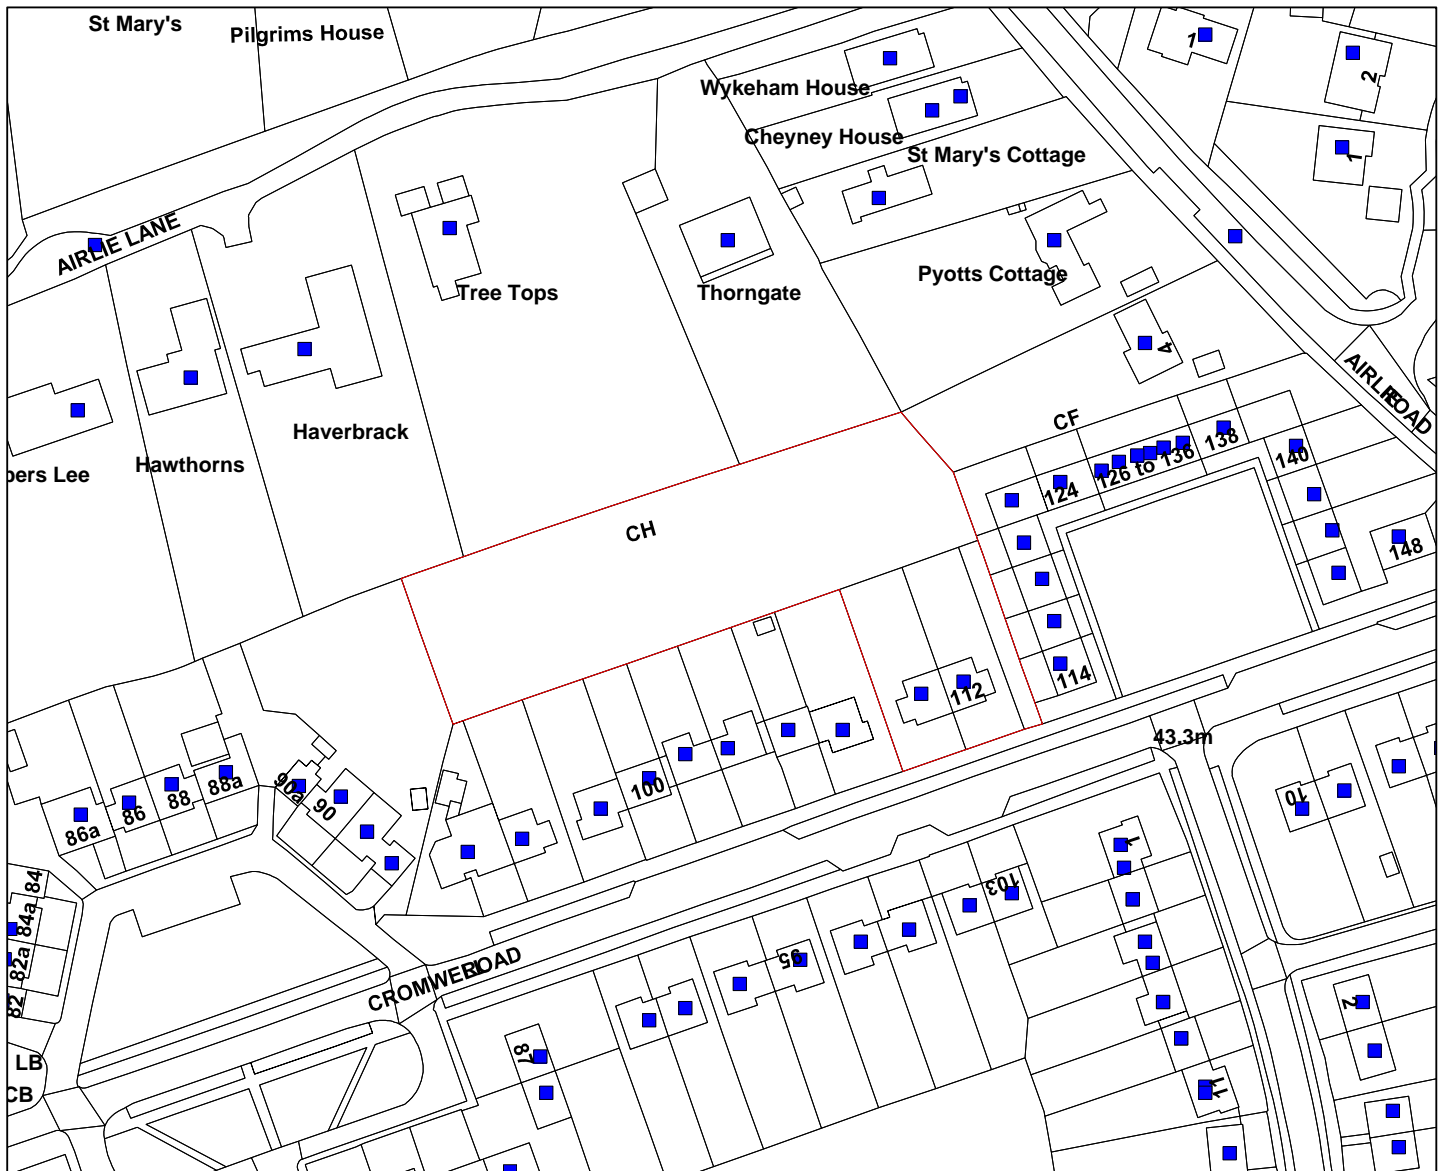 St Mary's
Pilgrims House
1
2
Wykeham House
Cheyney House
St Mary's Cottage
1
AIRLIE LANE
Pyotts Cottage
Tree Tops
Thorngate
4
AIRLIE ROAD
CF
Haverbrack
138
140
126 to 136
Hawthorns
124
CH
148
114
112
43.3m
90a
88a
88
100
90
86
86a
10
1
84
103
84a
95
82a
CROMWELL ROAD
82
2
87
LB
CB
11